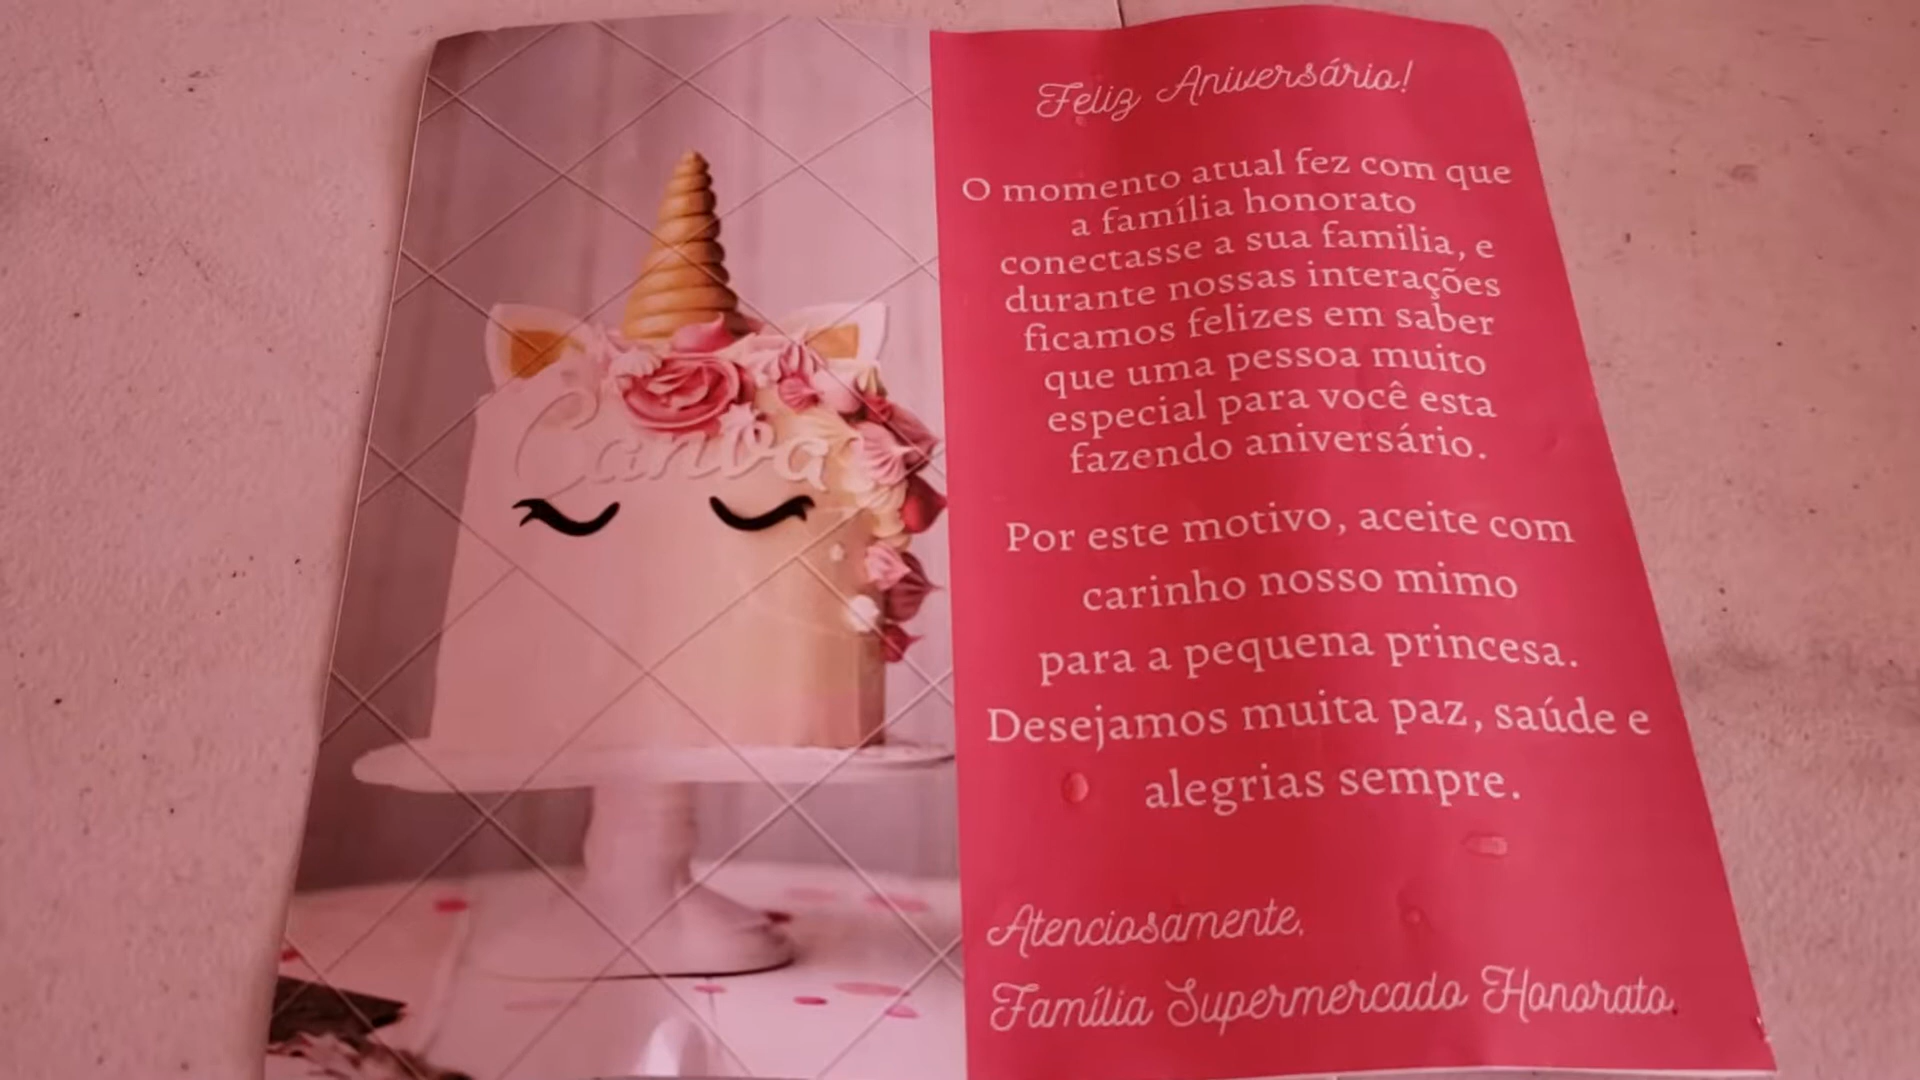 Canva
Feliz Aniversário!
O momento atual fez com que
a família honorato
conectasse a sua familia, e
durante nossas interações
ficamos felizes em saber
que uma pessoa muito
especial para você esta
fazendo aniversário.
Por este motivo, aceite com
carinho nosso mimo
para a pequena princesa.
Desejamos muita paz, saúde e
alegrias sempre.
Atenciosamente,
Família Supermercado Honorato.